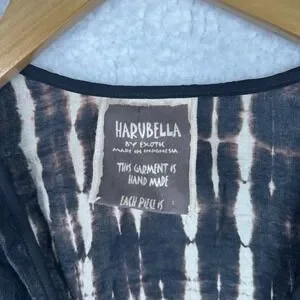 HARUBELLA
BY EXOTIC
MADE IN INDONESIA
THIS GARMENT IS
HAND MADE
EACH PIECE IS